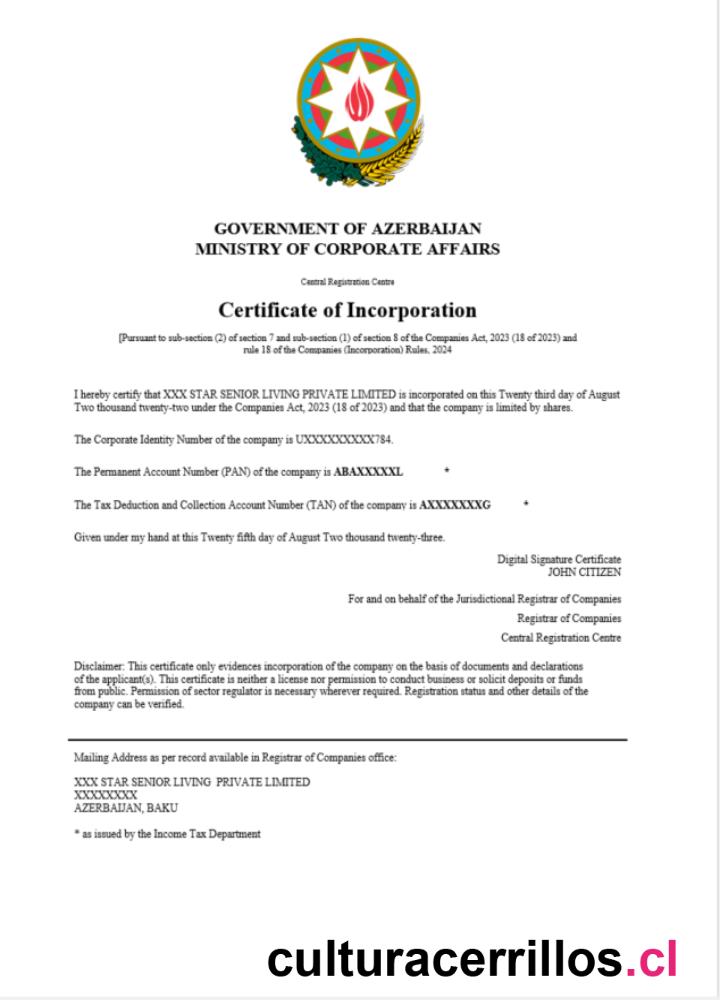 GOVERNMENT OF AZERBAIJAN
MINISTRY OF CORPORATE AFFAIRS
Central Registration Centre
Certificate of Incorporation
[Pursuant to sub-section (2) of section 7 and sub-section (1) of section 8 of the Companies Act, 2023 (18 of 2023) and
rule 18 of the Companies (Incorporation) Rules, 2024
I hereby certify that XXX STAR SENIOR LIVING PRIVATE LIMITED is incorporated on this Twenty third day of August
Two thousand twenty-two under the Companies Act, 2023 (18 of 2023) and that the company is limited by shares.
The Corporate Identity Number of the company is UXXXXXXXXXX784.
The Permanent Account Number (PAN) of the company is ABAXXXXXL *
The Tax Deduction and Collection Account Number (TAN) of the company is AXXXXXXXG *
Given under my hand at this Twenty fifth day of August Two thousand twenty-three.
Digital Signature Certificate
JOHN CITIZEN
For and on behalf of the Jurisdictional Registrar of Companies
Registrar of Companies
Central Registration Centre
Disclaimer: This certificate only evidences incorporation of the company on the basis of documents and declarations
of the applicant(s). This certificate is neither a license nor permission to conduct business or solicit deposits or funds
from public. Permission of sector regulator is necessary wherever required. Registration status and other details of the
company can be verified.
Mailing Address as per record available in Registrar of Companies office:
XXX STAR SENIOR LIVING PRIVATE LIMITED
XXXXXXXX
AZERBAIJAN, BAKU
* as issued by the Income Tax Department
culturacerrillos.cl